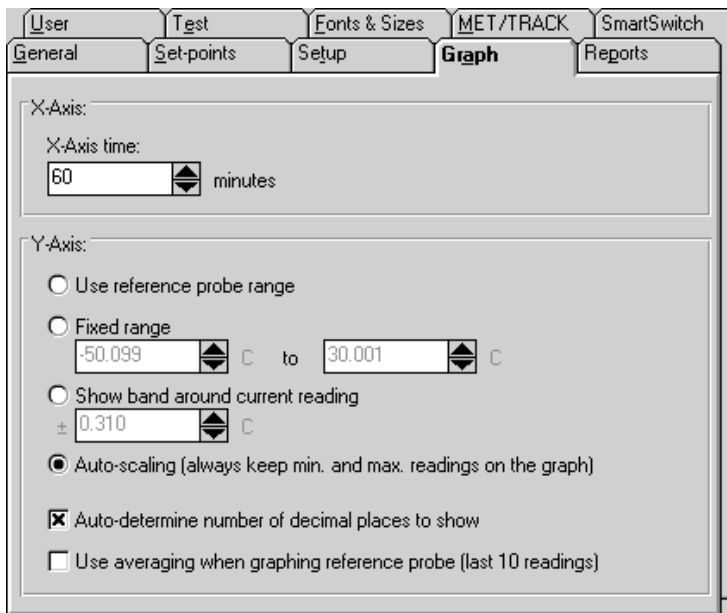 User Test Fonts & Sizes MET/TRACK SmartSwitch
General Set-points Setup Graph Reports
X-Axis:
X-Axis time:
60 minutes
Y-Axis:
Use reference probe range
Fixed range
-50.099 C to 30.001 C
Show band around current reading
± 0.310 C
Auto-scaling (always keep min. and max. readings on the graph)
Auto-determine number of decimal places to show
Use averaging when graphing reference probe (last 10 readings)